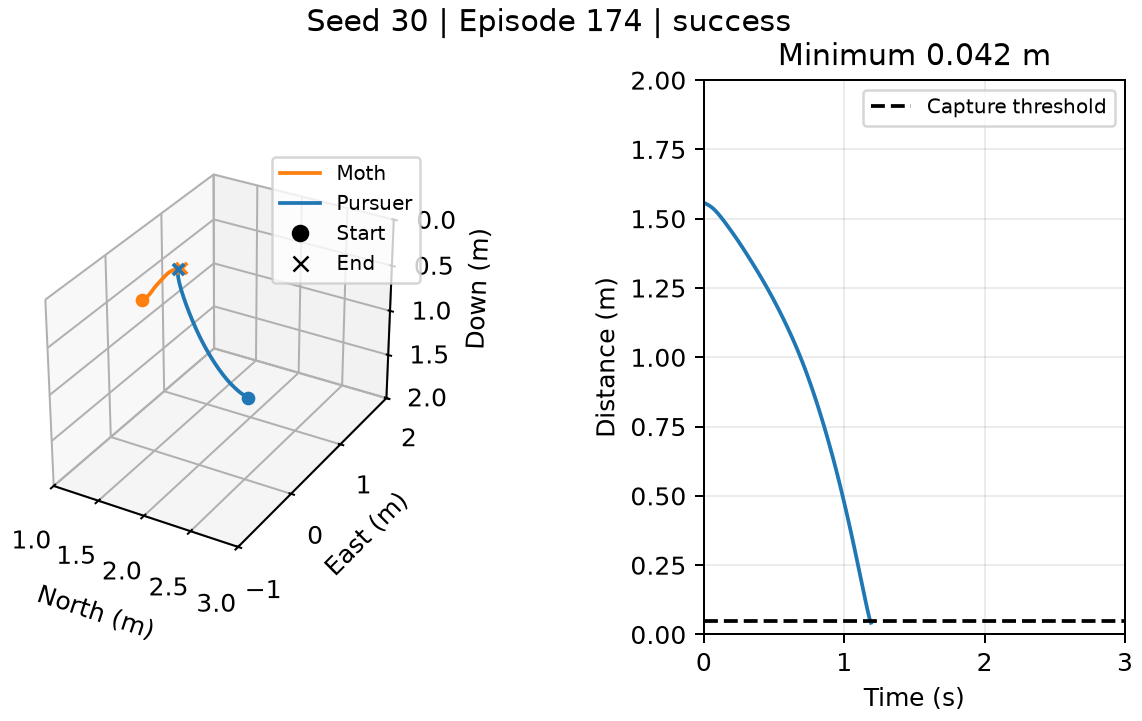 Seed 30 | Episode 174 | success
Moth
Pursuer
Start
End
0.0
0.5
1.0
1.5
2.0
Down (m)
2
1
0
−1
East (m)
1.0
1.5
2.0
2.5
3.0
North (m)
Minimum 0.042 m
Capture threshold
2.00
1.75
1.50
1.25
1.00
0.75
0.50
0.25
0.00
Distance (m)
0 1 2 3
Time (s)